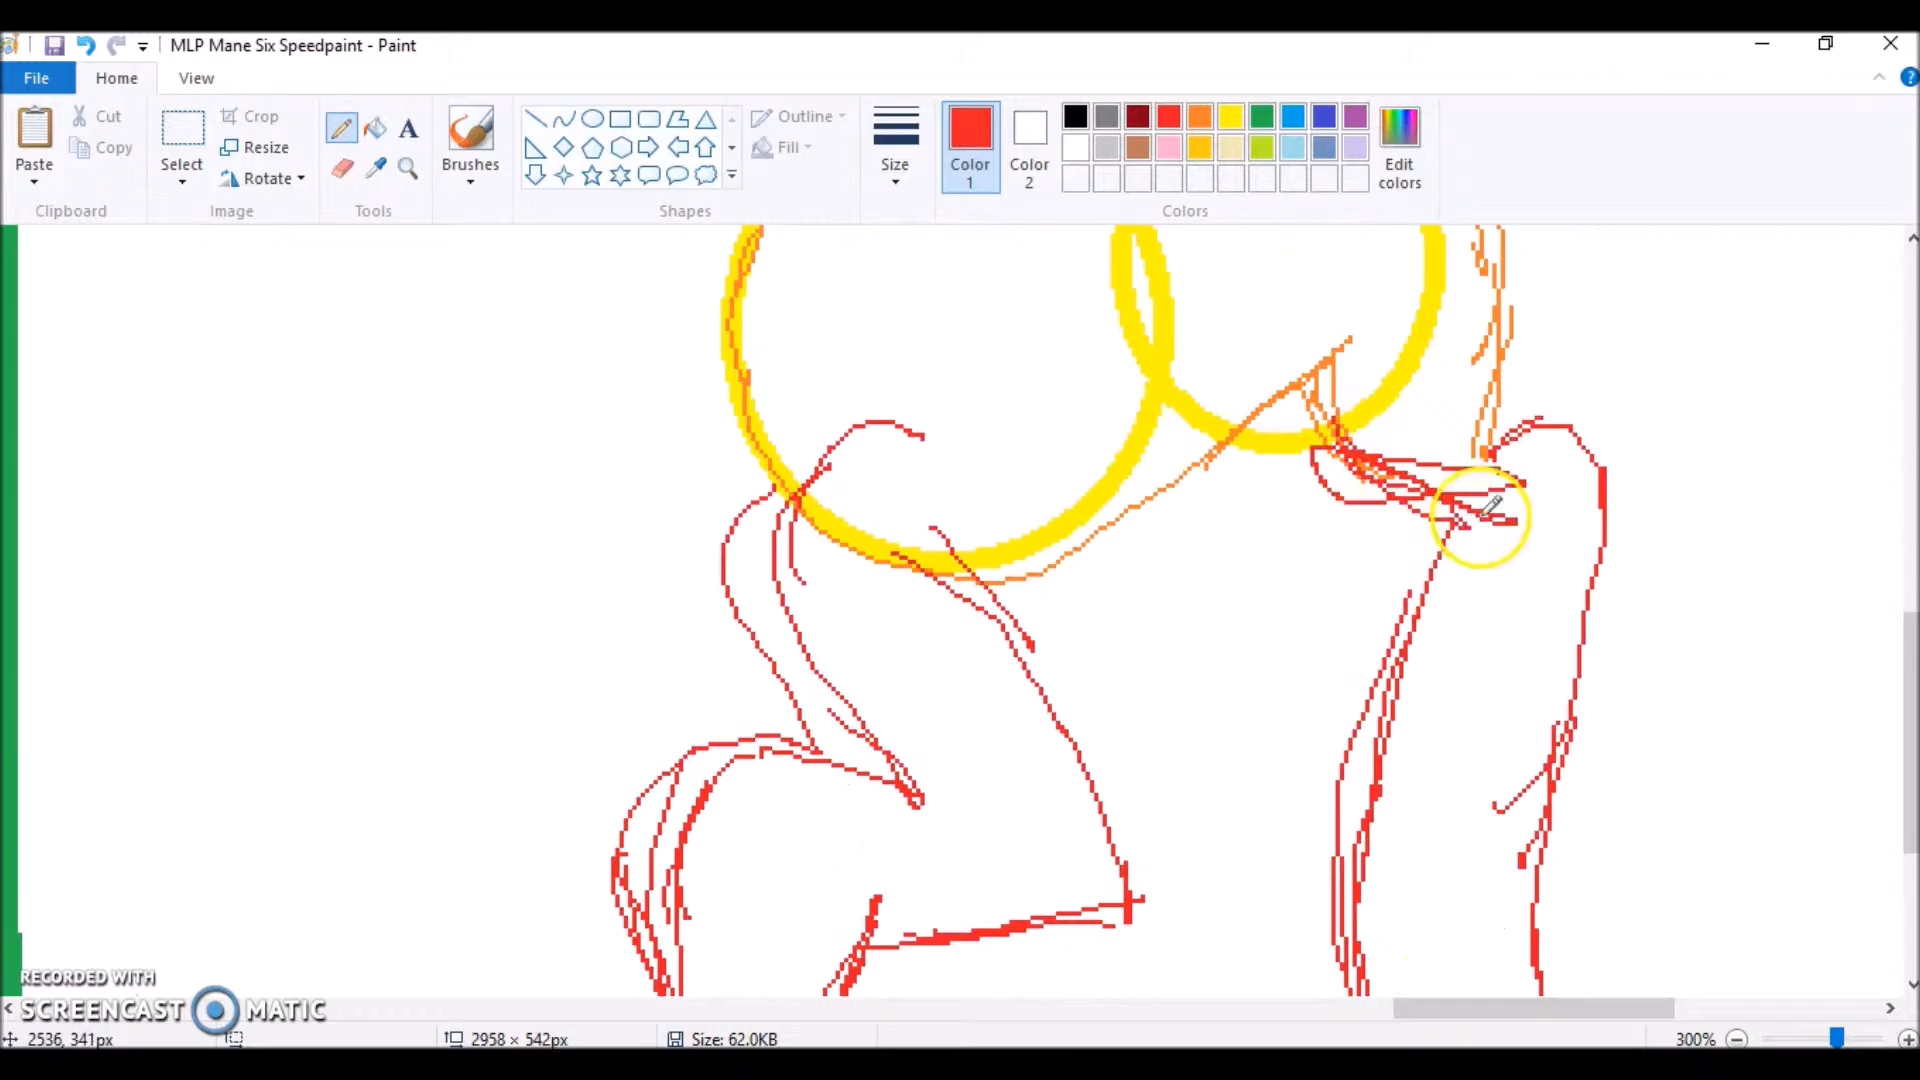 MLP Mane Six Speedpaint - Paint
File Home View
Paste
Cut
Copy
Clipboard
Select
Crop
Resize
Rotate
Image
A
Tools
Brushes
Outline
Fill
Shapes
Size
Color 1
Color 2
Edit colors
Colors
RECORDED WITH
SCREENCAST MATIC
2536, 341px
2958 × 542px
Size: 62.0KB
300%